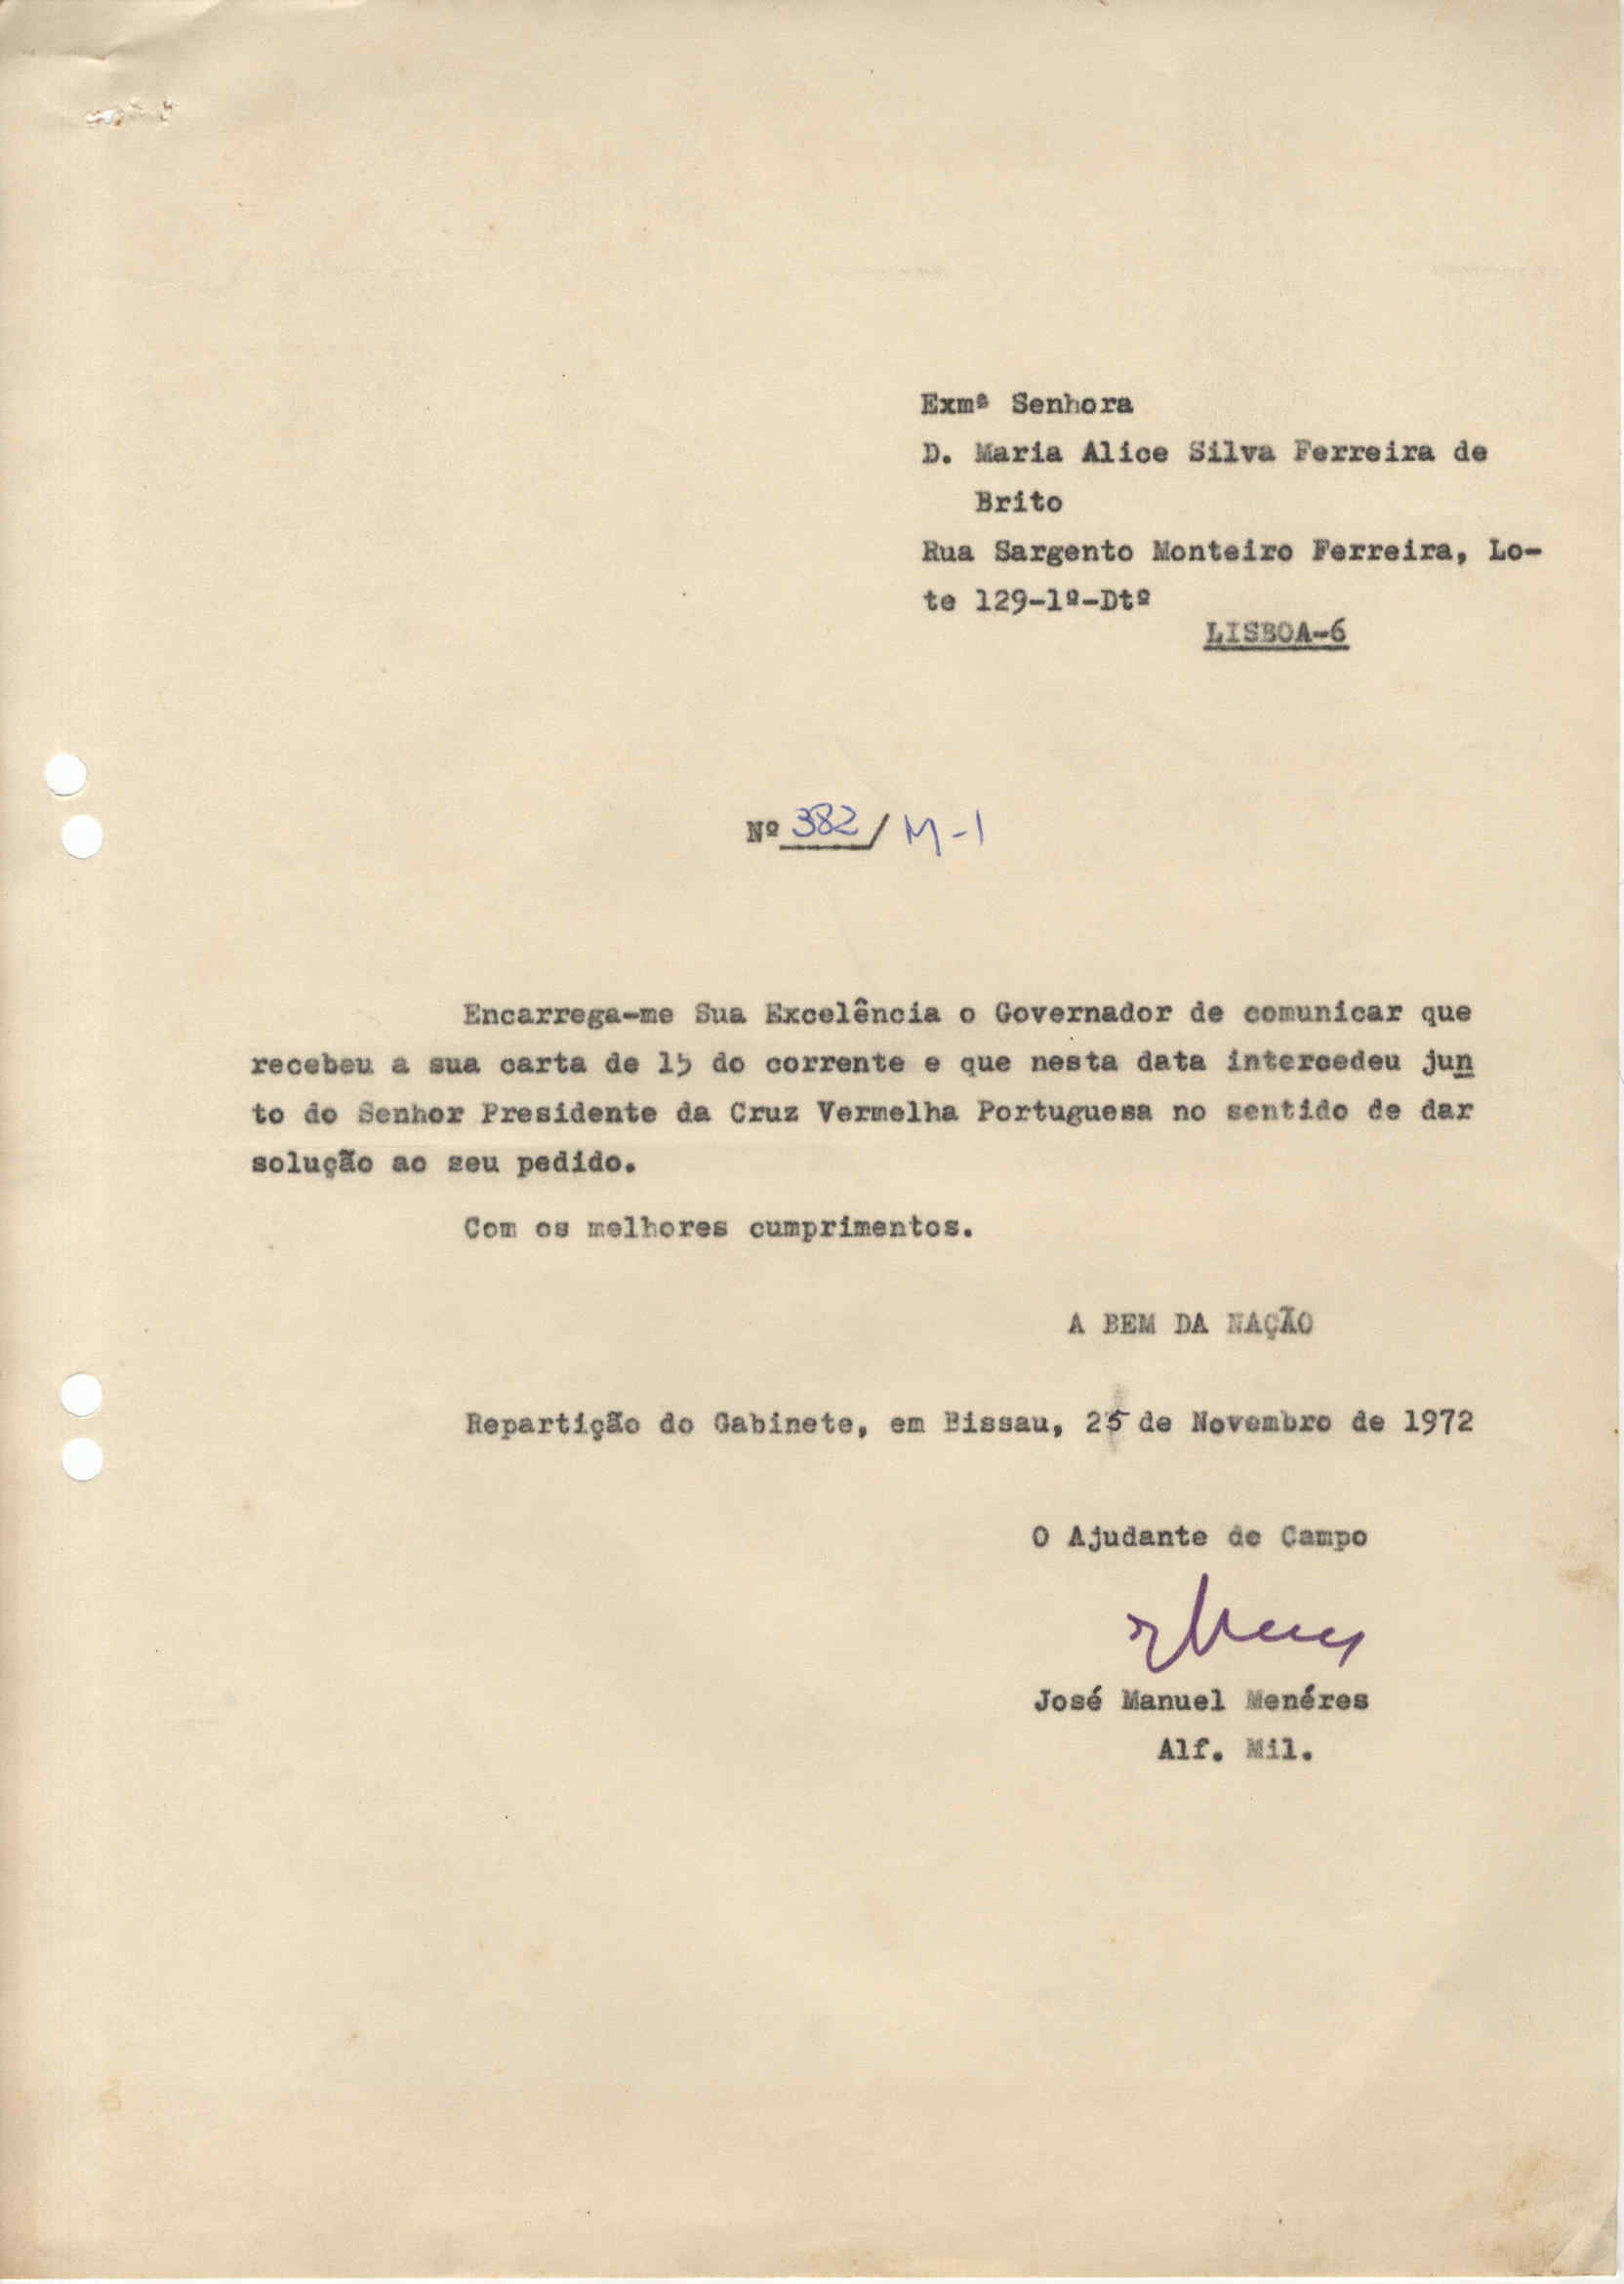 Exmª Senhora
D. Maria Alice Silva Ferreira de
Brito
Rua Sargento Monteiro Ferreira, Lo-
te 129-1º-Dtº
LISBOA-6
Nº 382/M-1
Encarrega-me Sua Excelência o Governador de comunicar que
recebeu a sua carta de 15 do corrente e que nesta data intercedeu jun
to do Senhor Presidente da Cruz Vermelha Portuguesa no sentido de dar
solução ao seu pedido.
Com os melhores cumprimentos.
A BEM DA NAÇÃO
Repartição do Gabinete, em Bissau, 25 de Novembro de 1972
O Ajudante de Campo
José Manuel Menéres
Alf. Mil.